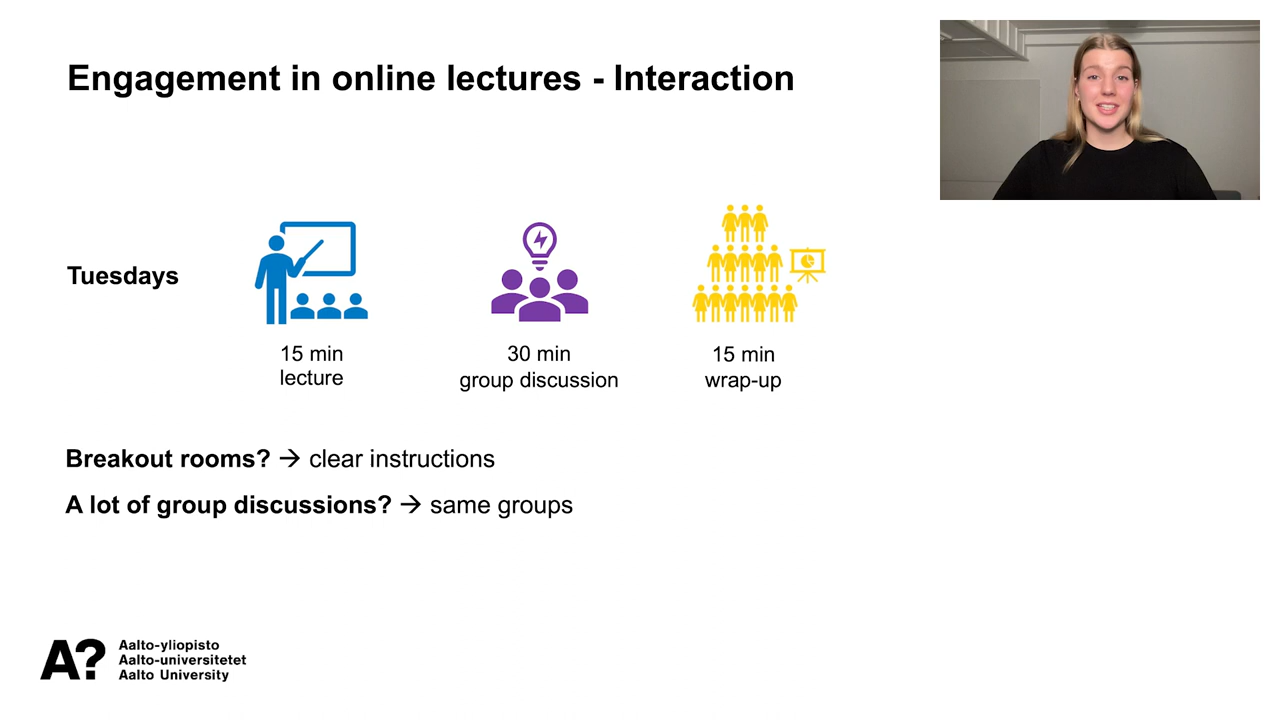 Engagement in online lectures - Interaction
Tuesdays
15 min
lecture
30 min
group discussion
15 min
wrap-up
Breakout rooms? → clear instructions
A lot of group discussions? → same groups
A?
Aalto-yliopisto
Aalto-universitetet
Aalto University